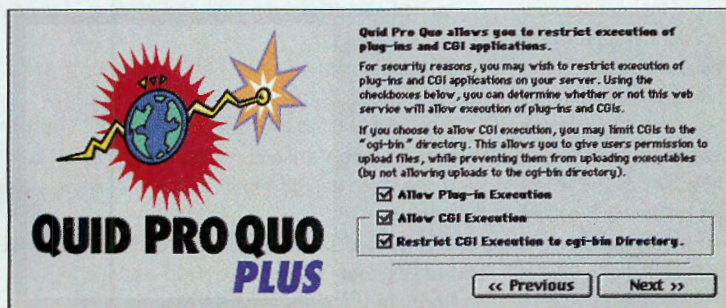 QUID PRO QUO
PLUS
Quid Pro Quo allows you to restrict execution of
plug-ins and CGI applications.
For security reasons, you may wish to restrict execution of
plug-ins and CGI applications on your server. Using the
checkboxes below, you can determine whether or not this web
service will allow execution of plug-ins and CGIs.
If you choose to allow CGI execution, you may limit CGIs to the
"cgi-bin" directory. This allows you to give users permission to
upload files, while preventing them from uploading executables
(by not allowing uploads to the cgi-bin directory).
Allow Plug-in Execution
Allow CGI Execution
Restrict CGI Execution to cgi-bin Directory.
<< Previous
Next >>